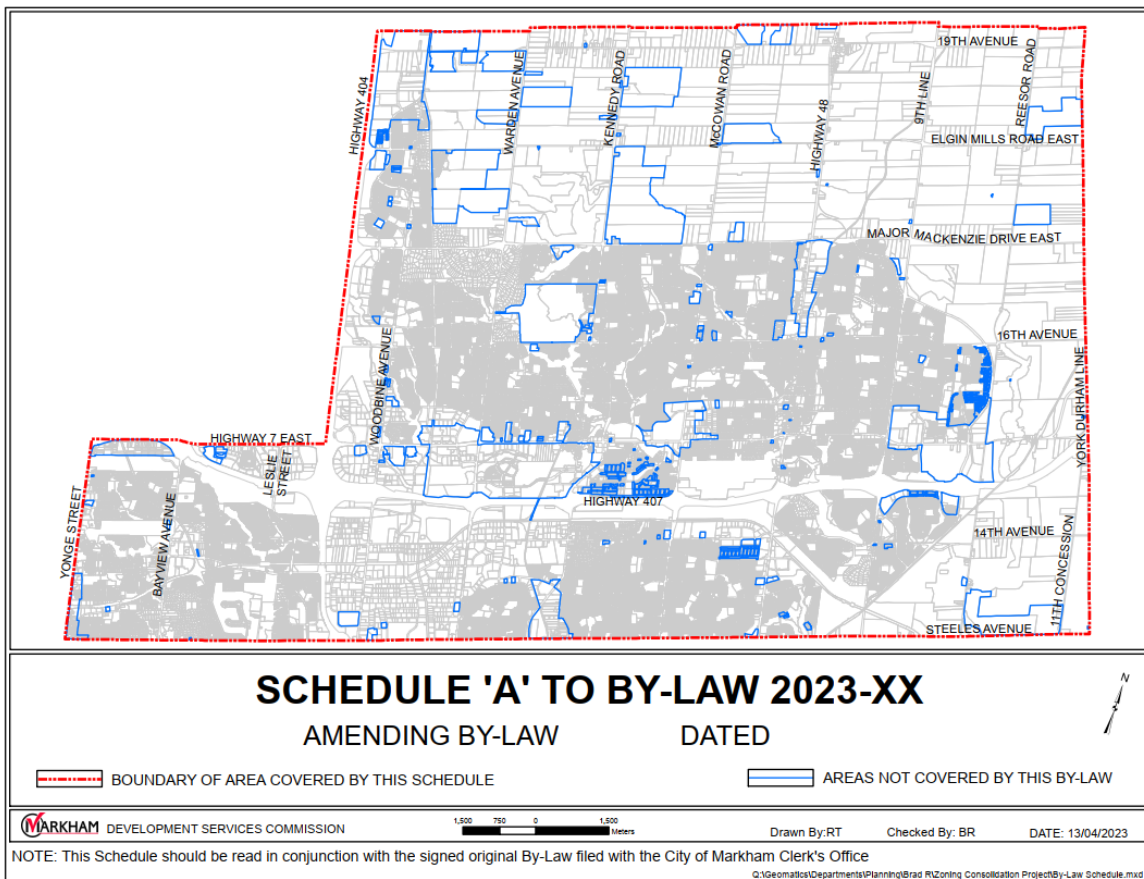 19TH AVENUE
HIGHWAY 404
WARDEN AVENUE
KENNEDY ROAD
McCOWAN ROAD
HIGHWAY 48
9TH LINE
REESOR ROAD
ELGIN MILLS ROAD EAST
MAJOR MACKENZIE DRIVE EAST
16TH AVENUE
WOODBINE AVENUE
YORK DURHAM LINE
HIGHWAY 7 EAST
LESLIE
STREET
HIGHWAY 407
YONGE STREET
BAYVIEW AVENUE
14TH AVENUE
11TH CONCESSION
STEELES AVENUE
SCHEDULE 'A' TO BY-LAW 2023-XX
AMENDING BY-LAW DATED
N
BOUNDARY OF AREA COVERED BY THIS SCHEDULE
AREAS NOT COVERED BY THIS BY-LAW
MARKHAM DEVELOPMENT SERVICES COMMISSION
1,500 750 0 1,500
Meters
Drawn By:RT Checked By: BR DATE: 13/04/2023
NOTE: This Schedule should be read in conjunction with the signed original By-Law filed with the City of Markham Clerk's Office
Q:\Geomatics\Departments\Planning\Brad R\Zoning Consolidation Project\By-Law Schedule.mxd